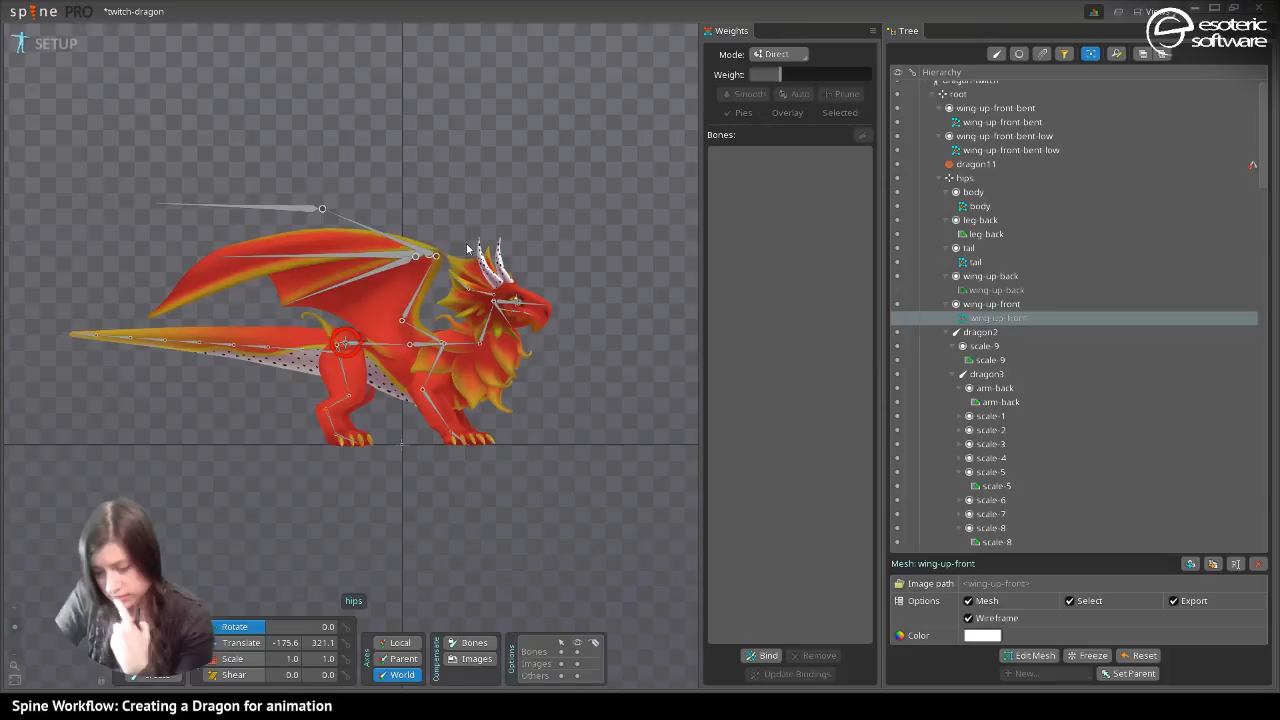 spine PRO
*twitch-dragon
Views
esoteric
software
SETUP
Weights
Tree
Mode:
Direct
Weight:
Smooth
Auto
Prune
Pies
Overlay
Selected
Bones:
Bind
Remove
Update Bindings
Hierarchy
dragon-twitch
root
wing-up-front-bent
wing-up-front-bent
wing-up-front-bent-low
wing-up-front-bent-low
dragon11
hips
body
body
leg-back
leg-back
tail
tail
wing-up-back
wing-up-back
wing-up-front
wing-up-front
dragon2
scale-9
scale-9
dragon3
arm-back
arm-back
scale-1
scale-2
scale-3
scale-4
scale-5
scale-5
scale-6
scale-7
scale-8
scale-8
Mesh: wing-up-front
Image path
<wing-up-front>
Options
Mesh
Select
Export
Wireframe
Color
Edit Mesh
Freeze
Reset
New...
Set Parent
hips
Rotate
0.0
Translate
-175.6
321.1
Scale
1.0
1.0
Shear
0.0
0.0
Axes
Local
Parent
World
Compensate
Bones
Images
Options
Bones
Images
Others
Spine Workflow: Creating a Dragon for animation